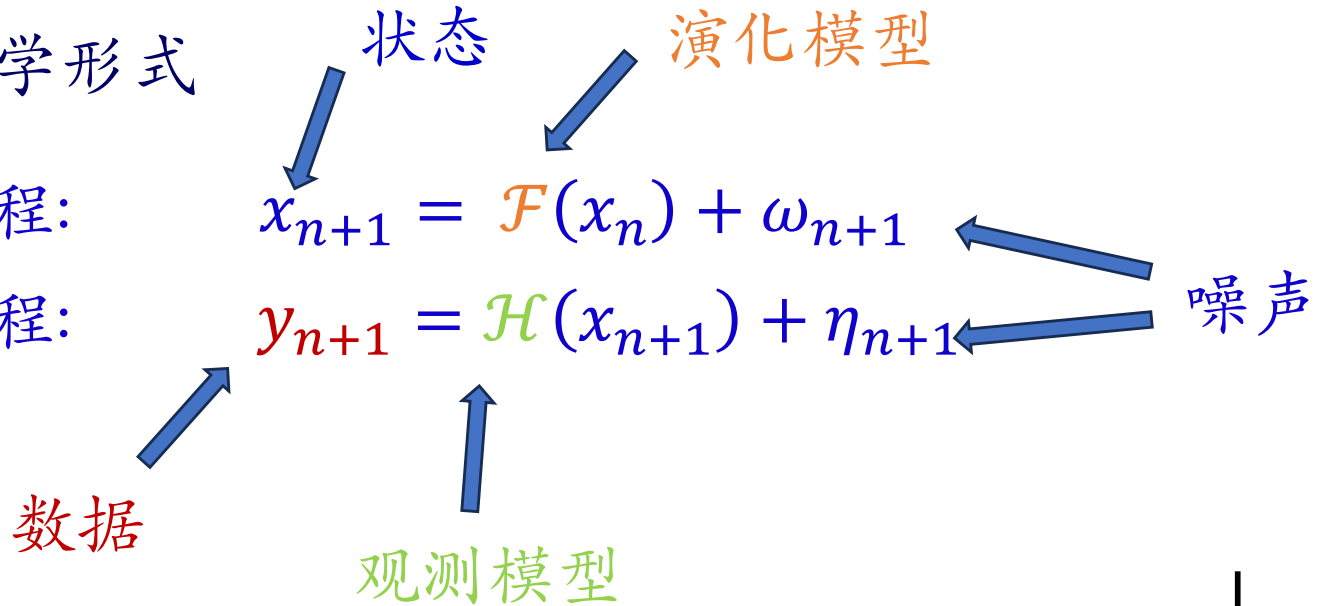 状态
演化模型
学形式
程: x_{n+1} = ℱ(x_n) + ω_{n+1}
程: y_{n+1} = ℋ(x_{n+1}) + η_{n+1}
噪声
数据
观测模型